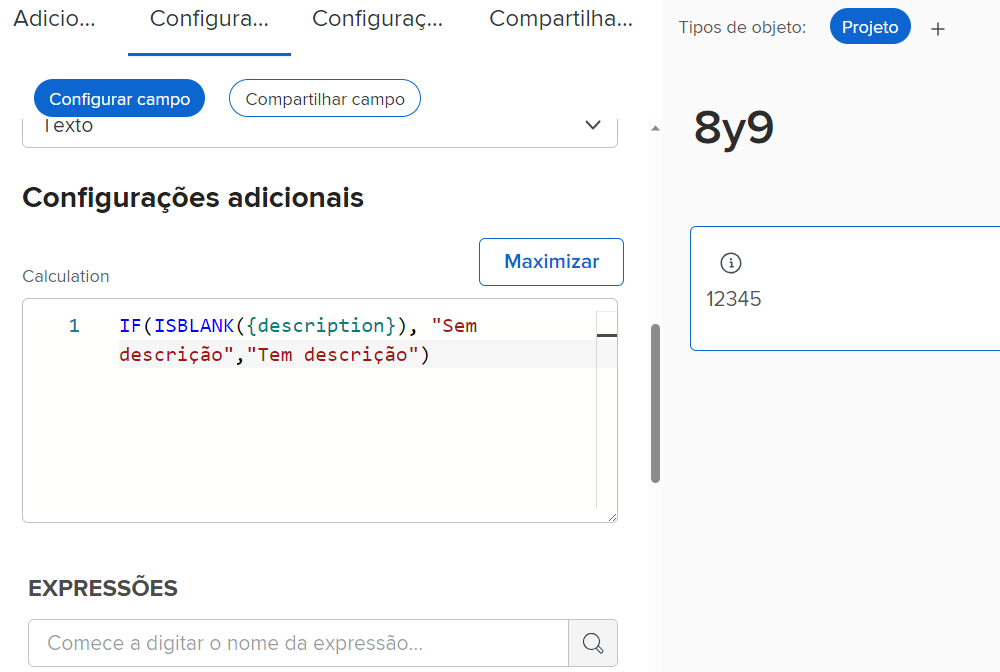 Adicio...
Configura...
Configuraç...
Compartilha...
Tipos de objeto:
Projeto
+
Configurar campo
Compartilhar campo
Texto
8y9
Configurações adicionais
Maximizar
Calculation
12345
1
IF(ISBLANK({description}), "Sem
descrição","Tem descrição")
EXPRESSÕES
Comece a digitar o nome da expressão...